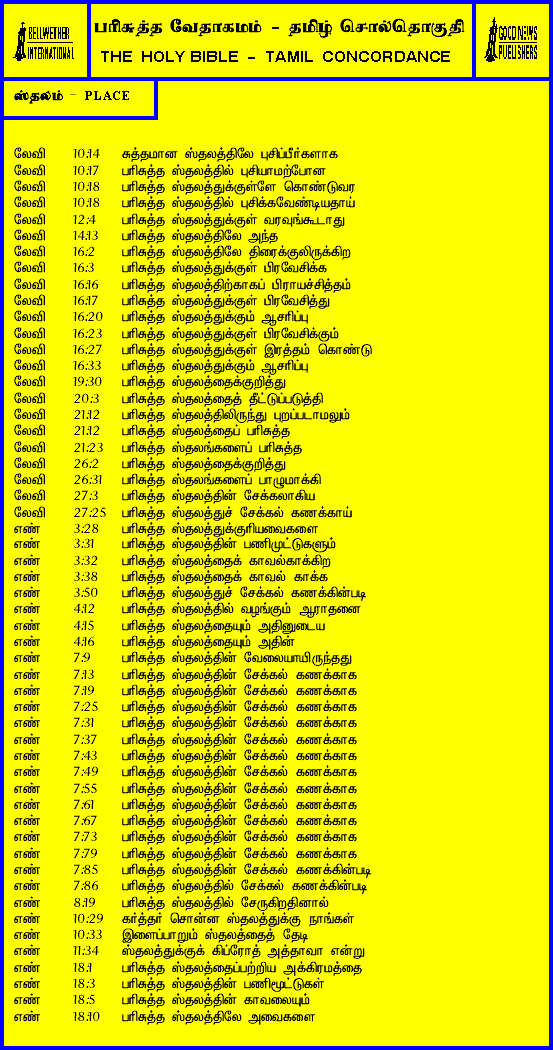 BELLWETHER
INTERNATIONAL
பரிசுத்த வேதாகமம் - தமிழ் சொல்தொகுதி
THE HOLY BIBLE - TAMIL CONCORDANCE
GOOD NEWS
PUBLISHERS
ஸ்தலம் - PLACE
லேவி 10:14 சுத்தமான ஸ்தலத்திலே புசிப்பீர்களாக
லேவி 10:17 பரிசுத்த ஸ்தலத்தில் புசியாமற்போன
லேவி 10:18 பரிசுத்த ஸ்தலத்துக்குள்ளே கொண்டுவர
லேவி 10:18 பரிசுத்த ஸ்தலத்தில் புசிக்கவேண்டியதாய்
லேவி 12:4 பரிசுத்த ஸ்தலத்துக்குள் வரவுங்கூடாது
லேவி 14:13 பரிசுத்த ஸ்தலத்திலே அந்த
லேவி 16:2 பரிசுத்த ஸ்தலத்திலே திரைக்குலிருக்கிற
லேவி 16:3 பரிசுத்த ஸ்தலத்துக்குள் பிரவேசிக்க
லேவி 16:16 பரிசுத்த ஸ்தலத்திற்காகப் பிராயச்சித்தம்
லேவி 16:17 பரிசுத்த ஸ்தலத்துக்குள் பிரவேசித்து
லேவி 16:20 பரிசுத்த ஸ்தலத்துக்கும் ஆசரிப்பு
லேவி 16:23 பரிசுத்த ஸ்தலத்துக்குள் பிரவேசிக்கும்
லேவி 16:27 பரிசுத்த ஸ்தலத்துக்குள் இரத்தம் கொண்டு
லேவி 16:33 பரிசுத்த ஸ்தலத்துக்கும் ஆசரிப்பு
லேவி 19:30 பரிசுத்த ஸ்தலத்தைக்குறித்து
லேவி 20:3 பரிசுத்த ஸ்தலத்தைத் தீட்டுப்படுத்தி
லேவி 21:12 பரிசுத்த ஸ்தலத்திலிருந்து புறப்படாமலும்
லேவி 21:12 பரிசுத்த ஸ்தலத்தைப் பரிசுத்த
லேவி 21:23 பரிசுத்த ஸ்தலங்களைப் பரிசுத்த
லேவி 26:2 பரிசுத்த ஸ்தலத்தைக்குறித்து
லேவி 26:31 பரிசுத்த ஸ்தலங்களைப் பாழுமாக்கி
லேவி 27:3 பரிசுத்த ஸ்தலத்தின் சேக்கலாகிய
லேவி 27:25 பரிசுத்த ஸ்தலத்துச் சேக்கல் கணக்காய்
எண் 3:28 பரிசுத்த ஸ்தலத்துக்குரியவைகளை
எண் 3:31 பரிசுத்த ஸ்தலத்தின் பணிமுட்டுகளும்
எண் 3:32 பரிசுத்த ஸ்தலத்தைக் காவல்காக்கிற
எண் 3:38 பரிசுத்த ஸ்தலத்தைக் காவல் காக்க
எண் 3:50 பரிசுத்த ஸ்தலத்துச் சேக்கல் கணக்கின்படி
எண் 4:12 பரிசுத்த ஸ்தலத்தில் வழங்கும் ஆராதனை
எண் 4:15 பரிசுத்த ஸ்தலத்தையும் அதினுடைய
எண் 4:16 பரிசுத்த ஸ்தலத்தையும் அதின்
எண் 7:9 பரிசுத்த ஸ்தலத்தின் வேலையாயிருந்தது
எண் 7:13 பரிசுத்த ஸ்தலத்தின் சேக்கல் கணக்காக
எண் 7:19 பரிசுத்த ஸ்தலத்தின் சேக்கல் கணக்காக
எண் 7:25 பரிசுத்த ஸ்தலத்தின் சேக்கல் கணக்காக
எண் 7:31 பரிசுத்த ஸ்தலத்தின் சேக்கல் கணக்காக
எண் 7:37 பரிசுத்த ஸ்தலத்தின் சேக்கல் கணக்காக
எண் 7:43 பரிசுத்த ஸ்தலத்தின் சேக்கல் கணக்காக
எண் 7:49 பரிசுத்த ஸ்தலத்தின் சேக்கல் கணக்காக
எண் 7:55 பரிசுத்த ஸ்தலத்தின் சேக்கல் கணக்காக
எண் 7:61 பரிசுத்த ஸ்தலத்தின் சேக்கல் கணக்காக
எண் 7:67 பரிசுத்த ஸ்தலத்தின் சேக்கல் கணக்காக
எண் 7:73 பரிசுத்த ஸ்தலத்தின் சேக்கல் கணக்காக
எண் 7:79 பரிசுத்த ஸ்தலத்தின் சேக்கல் கணக்காக
எண் 7:85 பரிசுத்த ஸ்தலத்தின் சேக்கல் கணக்கின்படி
எண் 7:86 பரிசுத்த ஸ்தலத்தில் சேக்கல் கணக்கின்படி
எண் 8:19 பரிசுத்த ஸ்தலத்தில் சேருகிறதினால்
எண் 10:29 கர்த்தர் சொன்ன ஸ்தலத்துக்கு நாங்கள்
எண் 10:33 இளைப்பாறும் ஸ்தலத்தைத் தேடி
எண் 11:34 ஸ்தலத்துக்குக் கிப்ரோத் அத்தாவா என்று
எண் 18:1 பரிசுத்த ஸ்தலத்தைப்பற்றிய அக்கிரமத்தை
எண் 18:3 பரிசுத்த ஸ்தலத்தின் பணிமூட்டுகள்
எண் 18:5 பரிசுத்த ஸ்தலத்தின் காவலையும்
எண் 18:10 பரிசுத்த ஸ்தலத்திலே அவைகளை